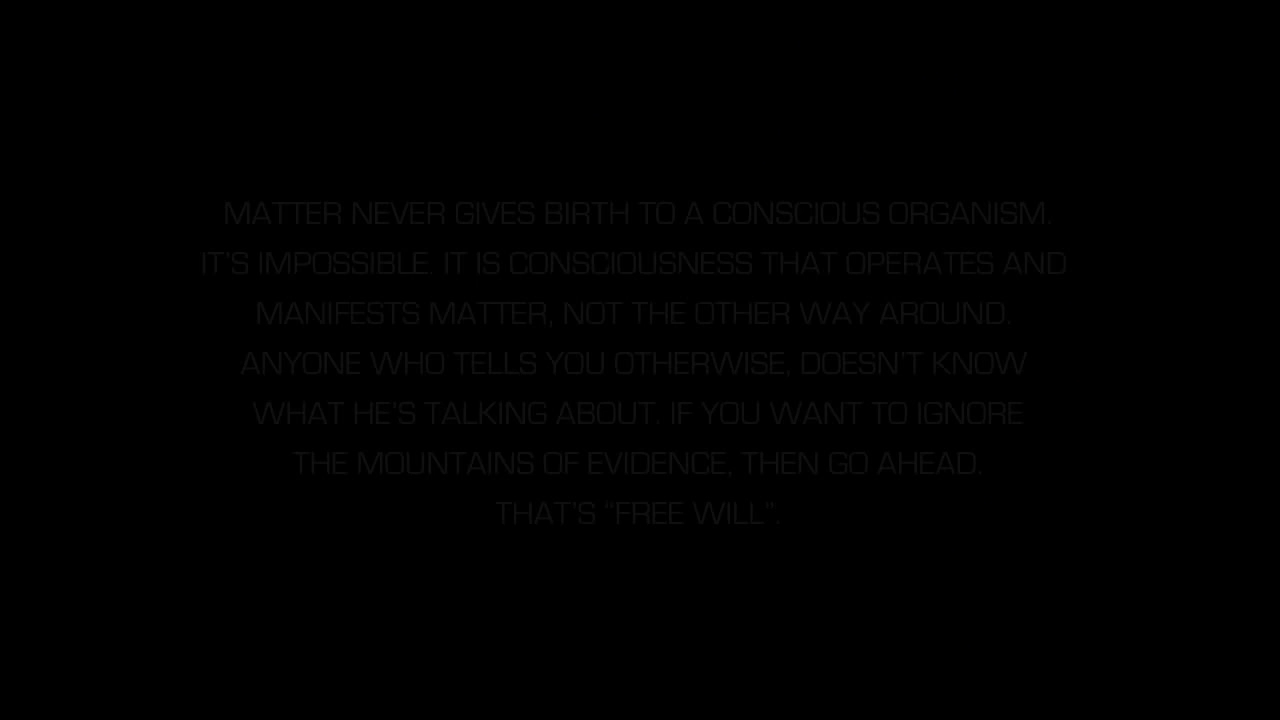 MATTER NEVER GIVES BIRTH TO A CONSCIOUS ORGANISM.
IT'S IMPOSSIBLE. IT IS CONSCIOUSNESS THAT OPERATES AND
MANIFESTS MATTER, NOT THE OTHER WAY AROUND.
ANYONE WHO TELLS YOU OTHERWISE, DOESN'T KNOW
WHAT HE'S TALKING ABOUT. IF YOU WANT TO IGNORE
THE MOUNTAINS OF EVIDENCE, THEN GO AHEAD.
THAT'S “FREE WILL”.